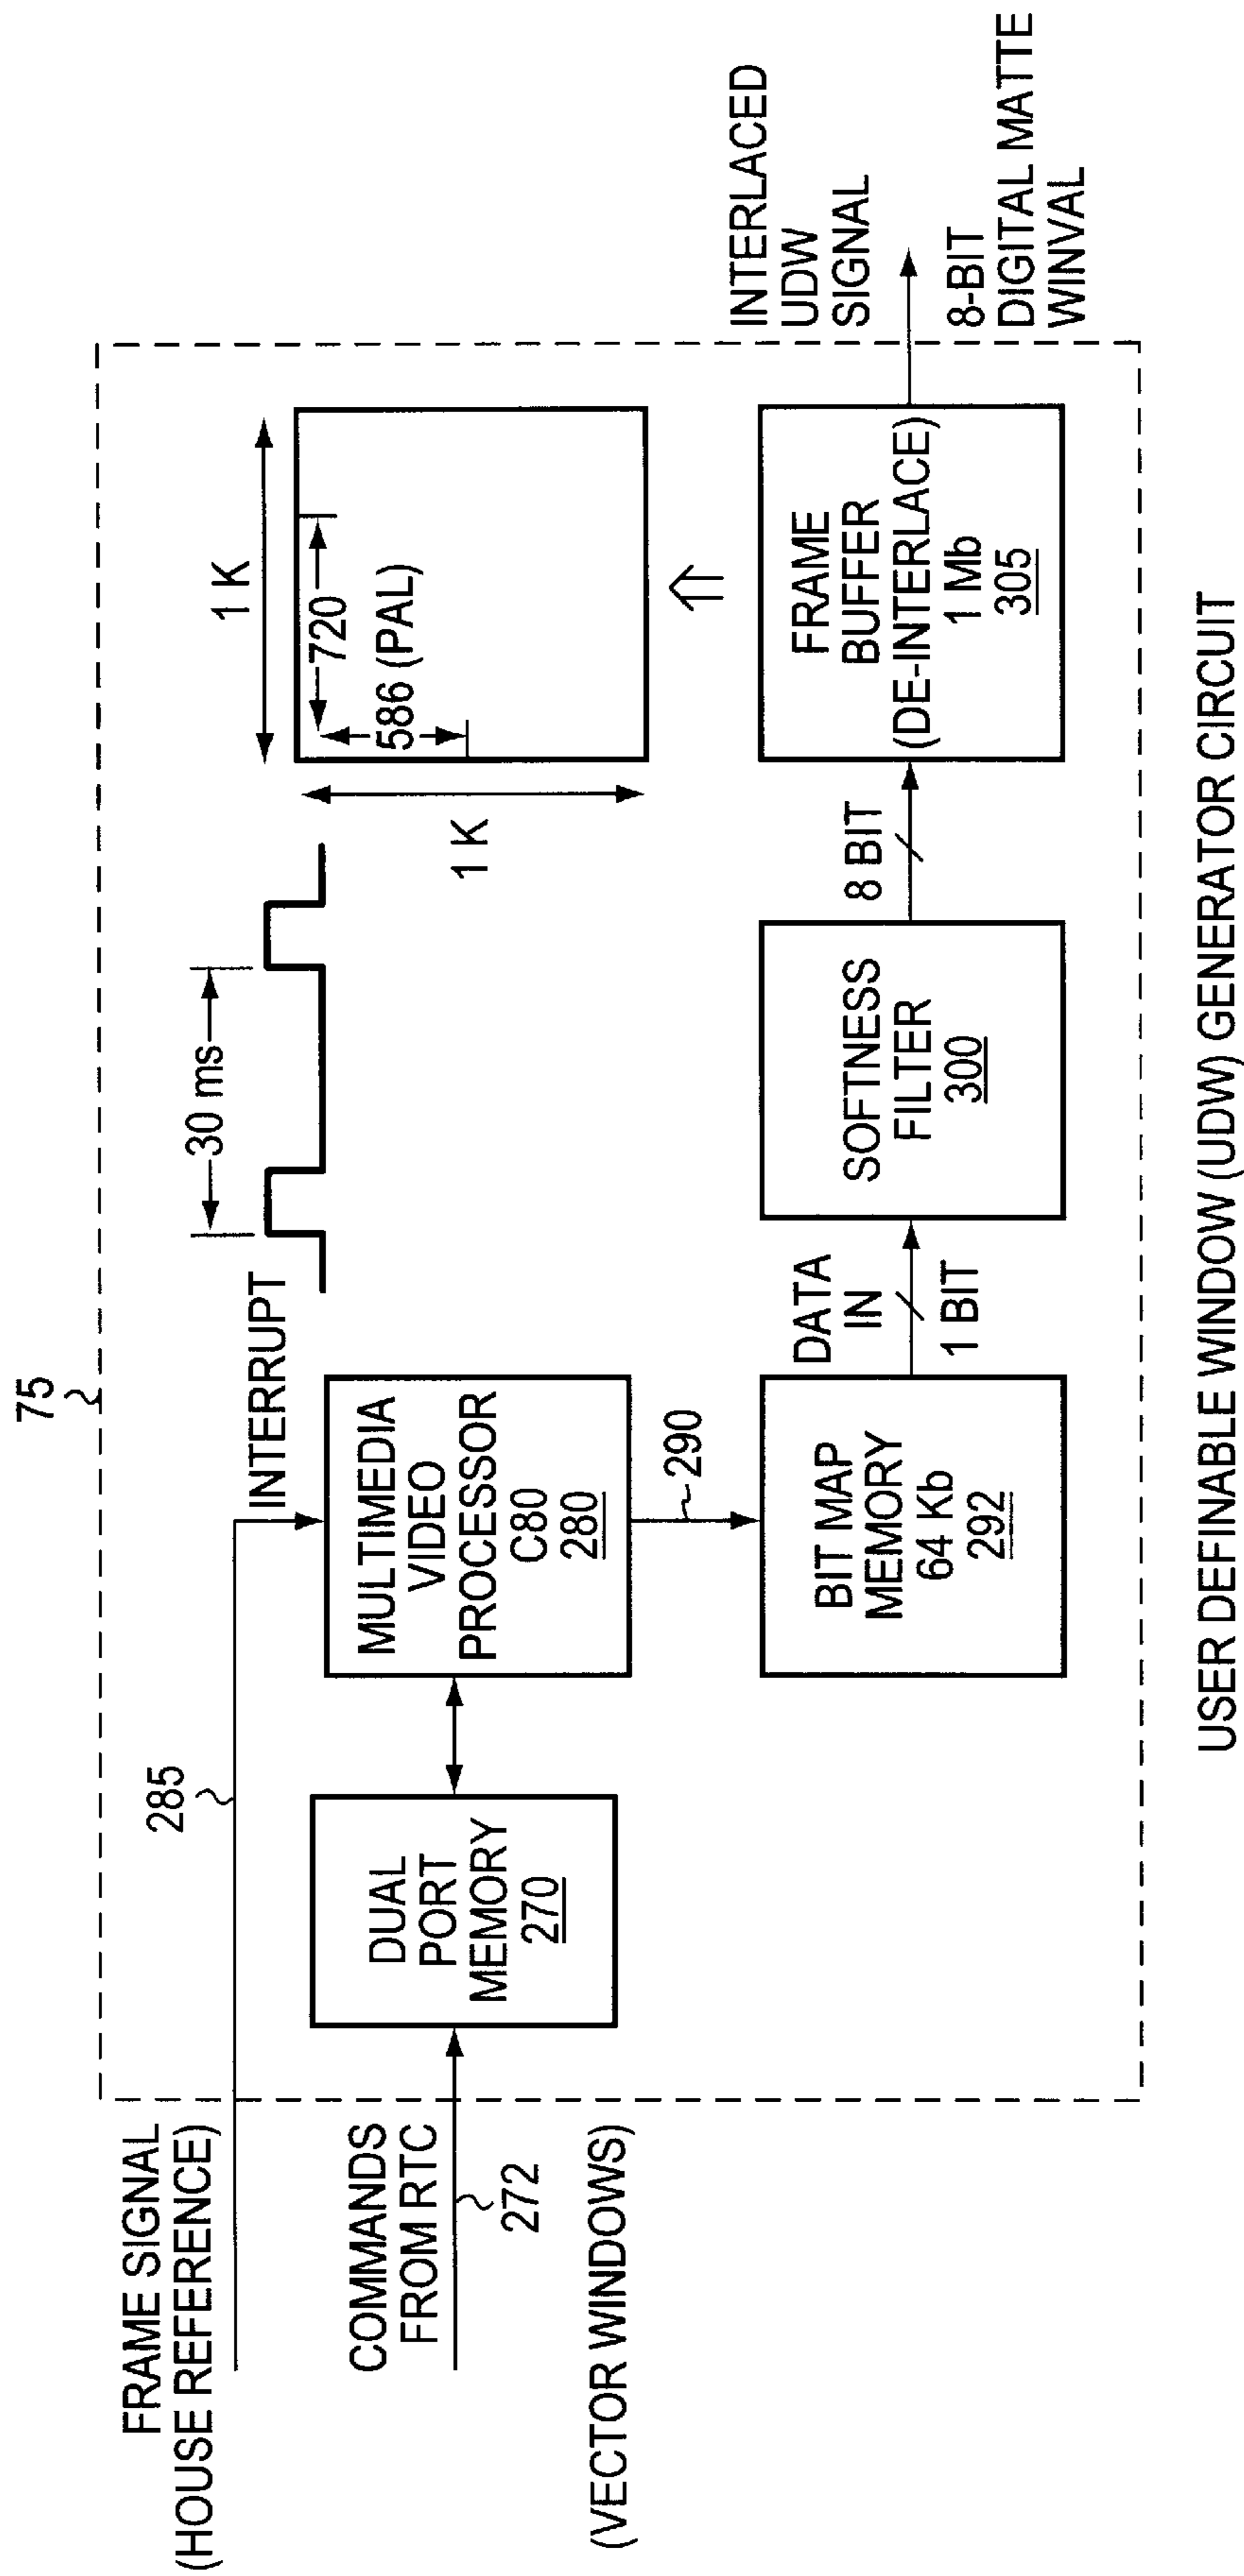 75
FRAME SIGNAL
(HOUSE REFERENCE)
285
INTERRUPT
30 ms
COMMANDS
FROM RTC
272
(VECTOR WINDOWS)
DUAL
PORT
MEMORY
270
MULTIMEDIA
VIDEO
PROCESSOR
C80
280
290
1 K
720
586 (PAL)
1 K
BIT MAP
MEMORY
64 Kb
292
DATA
IN
1 BIT
SOFTNESS
FILTER
300
8 BIT
FRAME
BUFFER
(DE-INTERLACE)
1 Mb
305
INTERLACED
UDW
SIGNAL
8-BIT
DIGITAL MATTE
WINVAL
USER DEFINABLE WINDOW (UDW) GENERATOR CIRCUIT